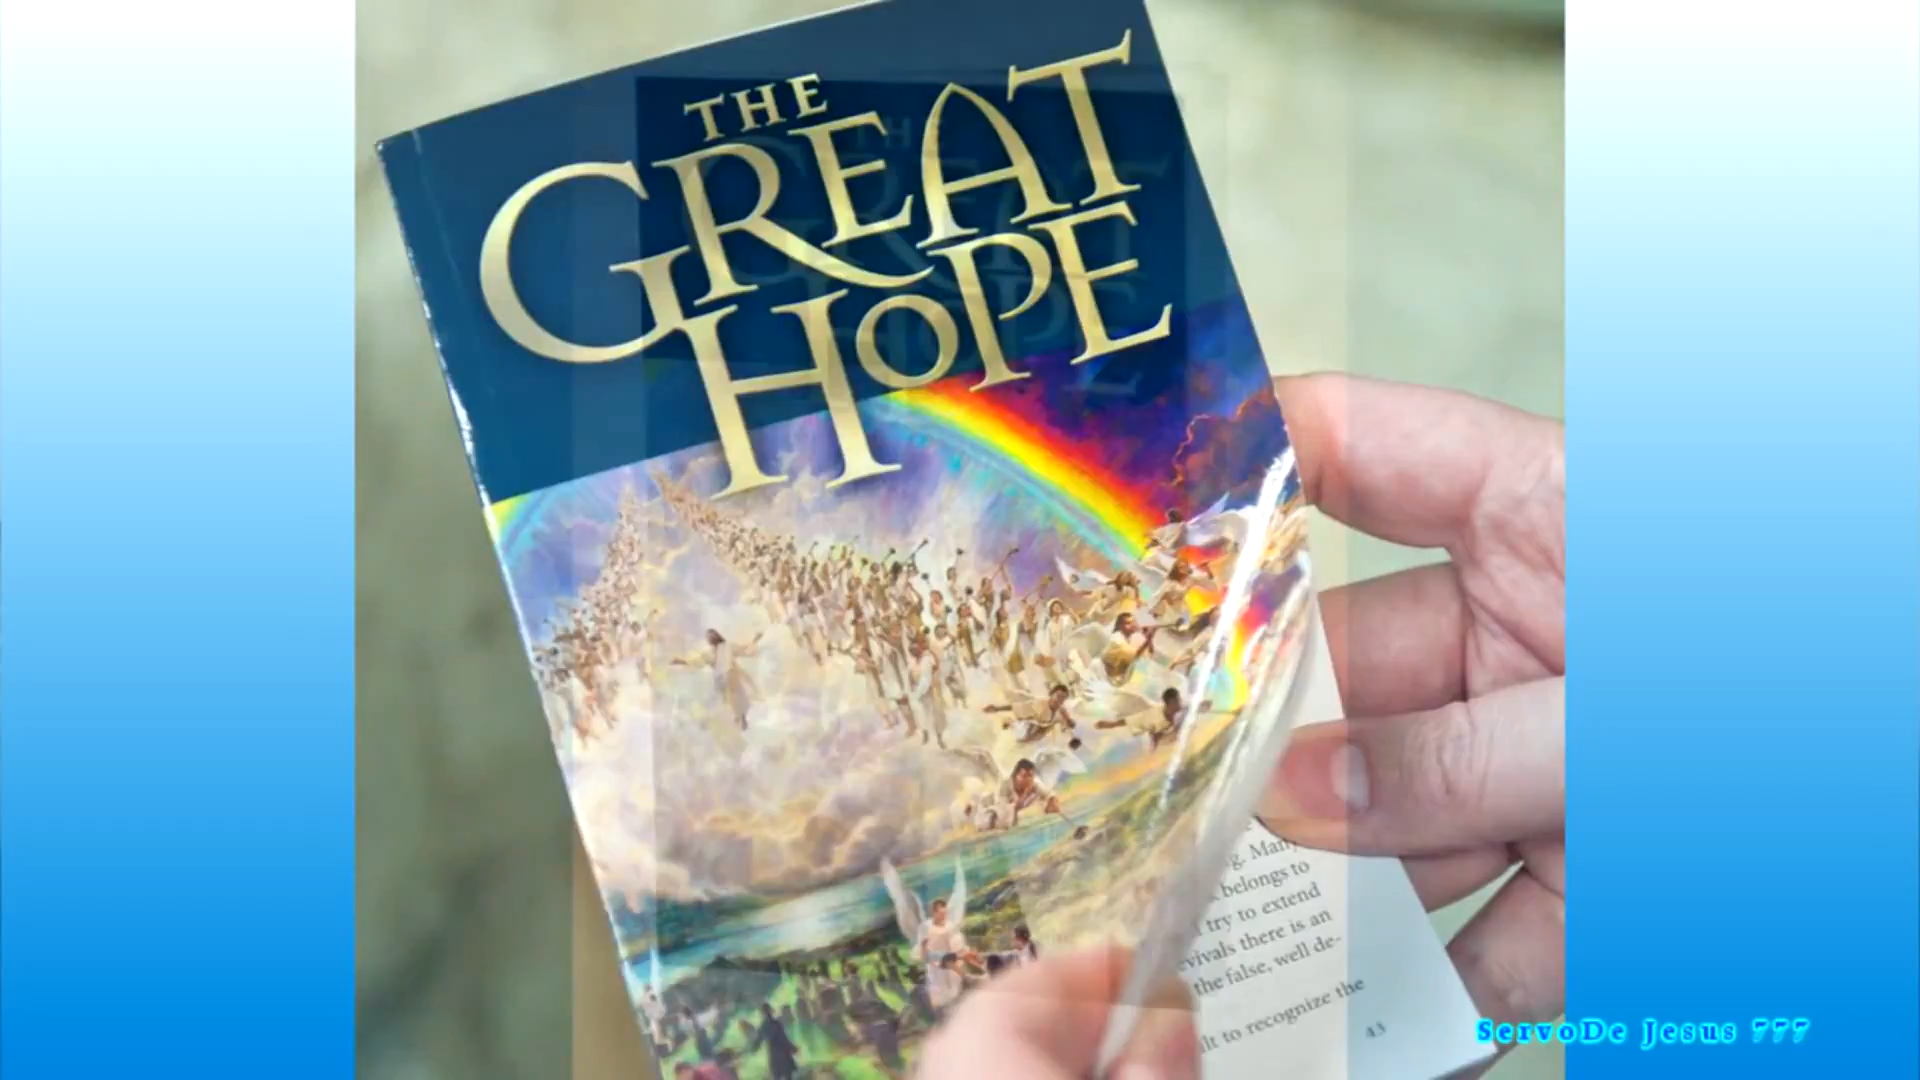 THE
GREAT
HOPE
g. Many
belongs to
try to extend
evivals there is an
the false, well de-
lt to recognize the
43
ServoDe Jesus 777